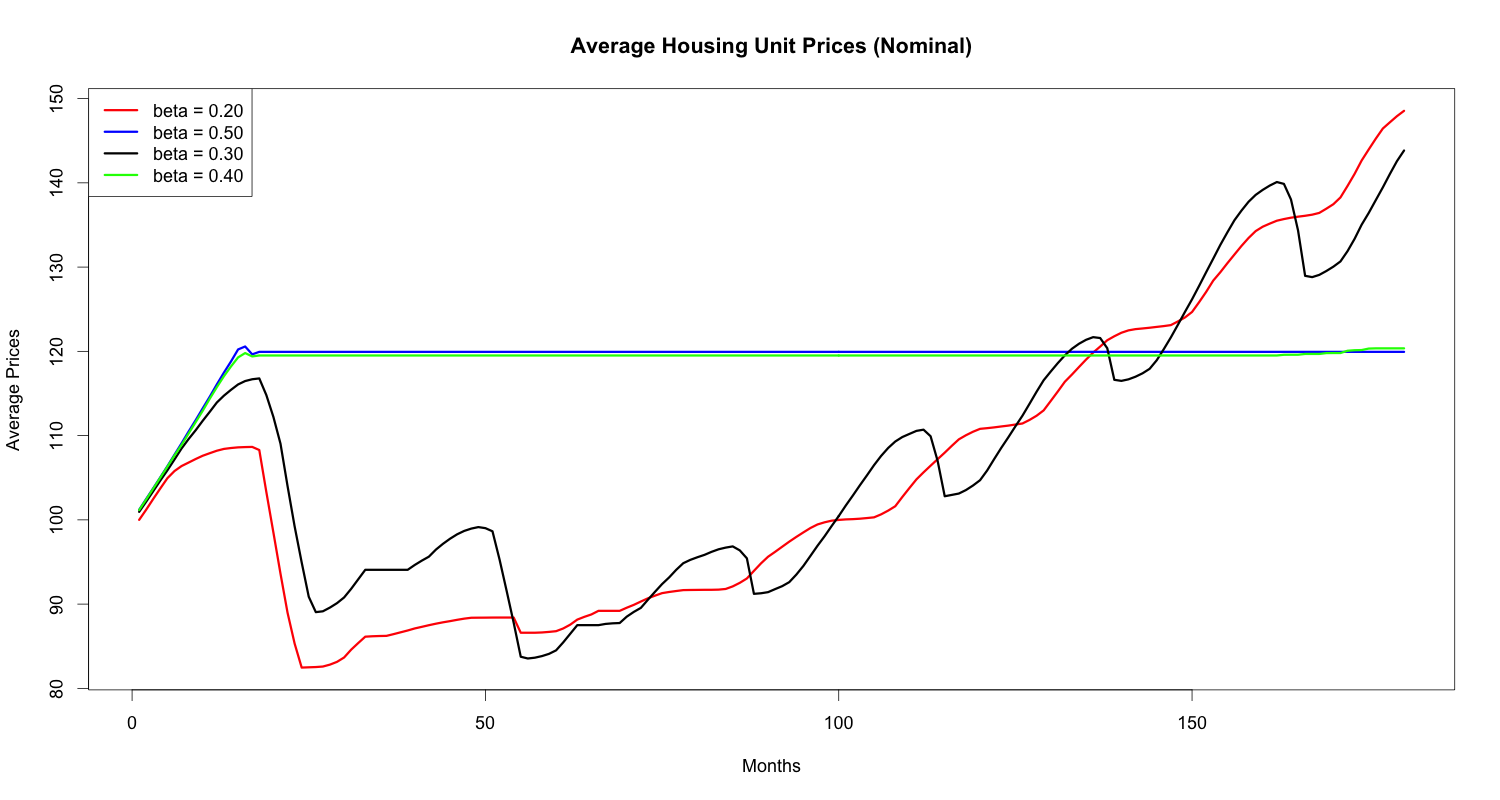 Average Housing Unit Prices (Nominal)
beta = 0.20
beta = 0.50
beta = 0.30
beta = 0.40
Average Prices
150
140
130
120
110
100
90
80
0 50 100 150
Months